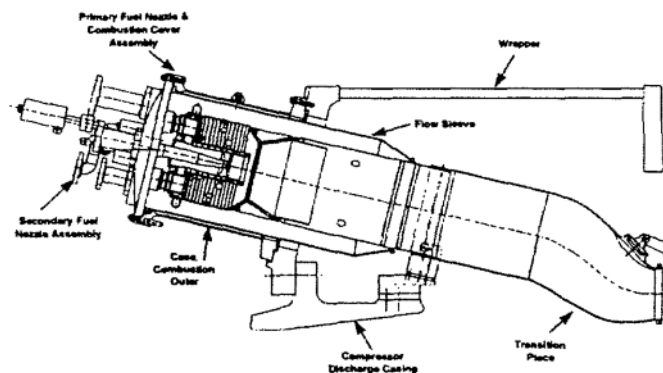 Primary Fuel Nozzle &
Combustion Cover
Assembly
Wrapper
Flow Sleeve
Secondary Fuel
Nozzle Assembly
Case,
Combustion
Outer
Compressor
Discharge Casing
Transition
Piece